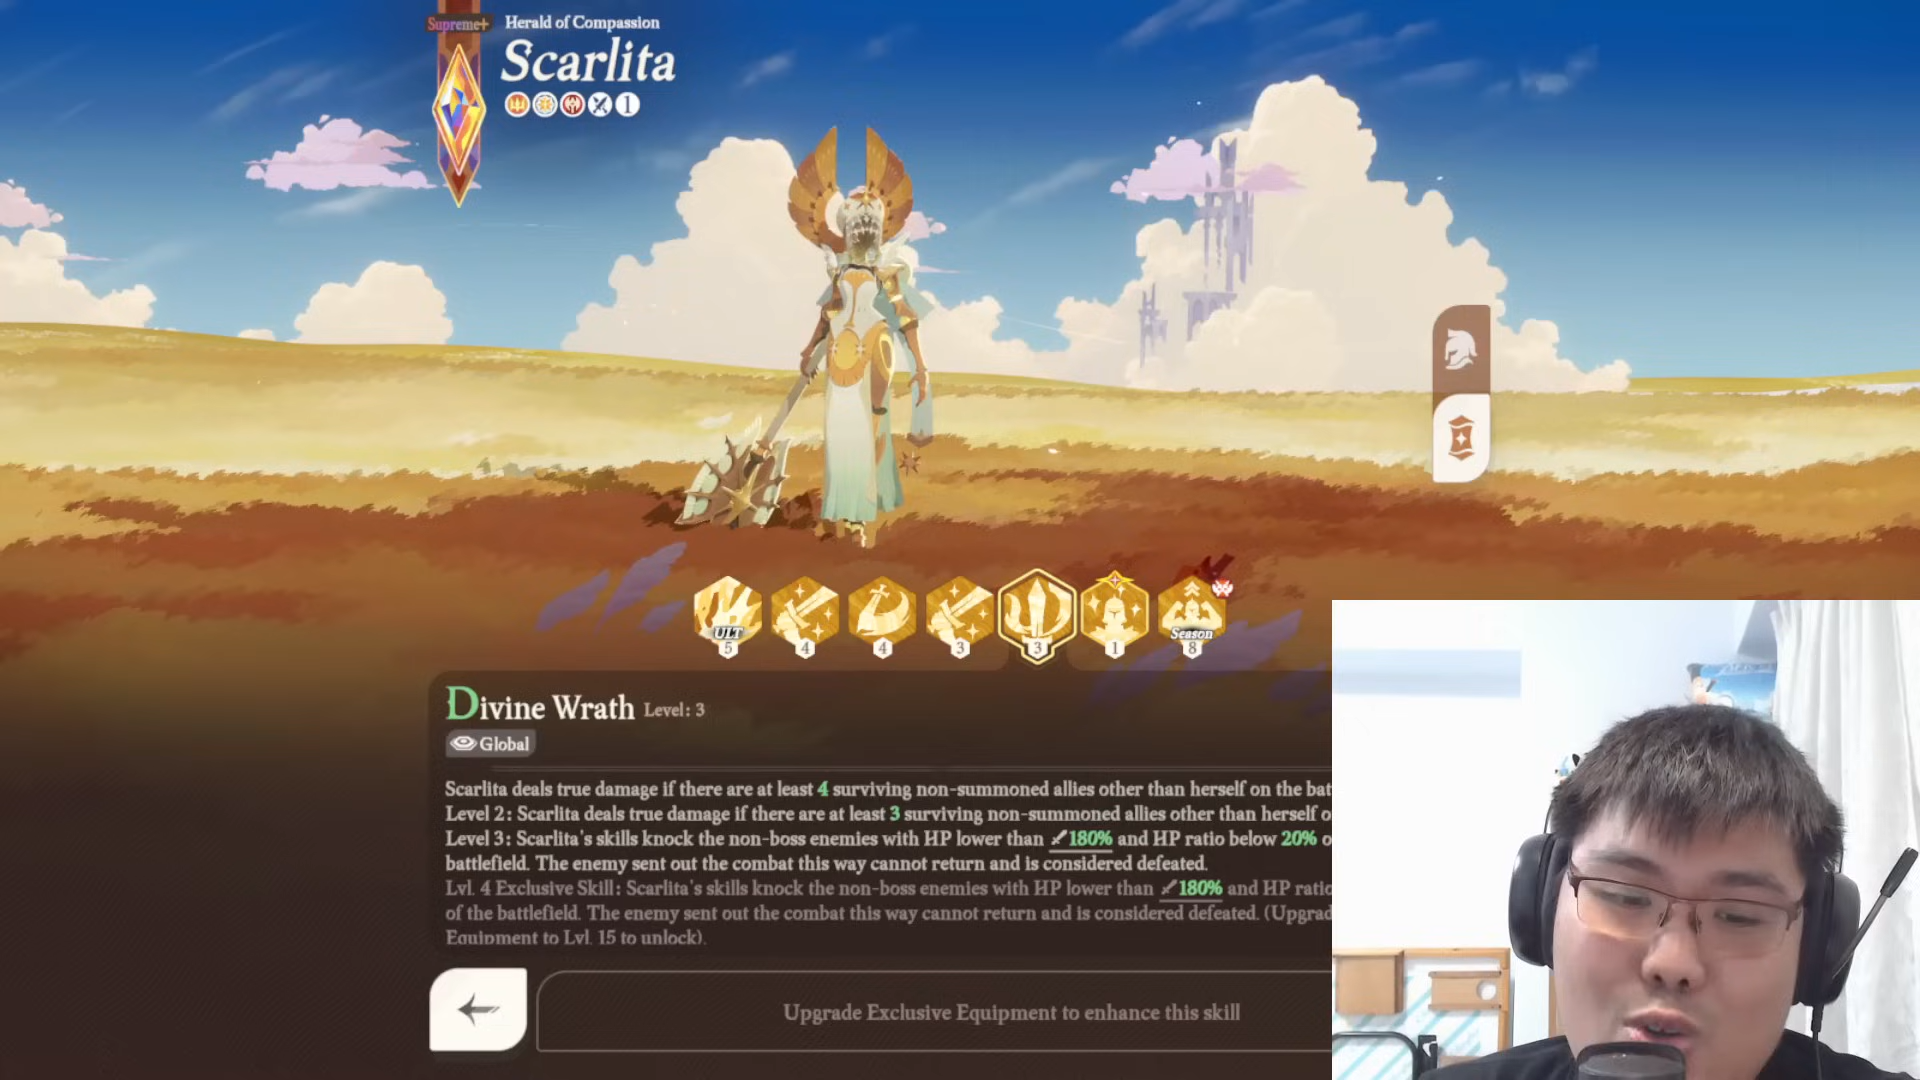 Supreme+
Herald of Compassion
Scarlita
1
ULT
5
4
4
3
3
1
Season
8
Divine Wrath Level: 3
Global
Scarlita deals true damage if there are at least 4 surviving non-summoned allies other than herself on the
Level 2: Scarlita deals true damage if there are at least 3 surviving non-summoned allies other than herself
Level 3: Scarlita's skills knock the non-boss enemies with HP lower than 180% and HP ratio below 20%
battlefield. The enemy sent out the combat this way cannot return and is considered defeated.
Lvl. 4 Exclusive Skill: Scarlita's skills knock the non-boss enemies with HP lower than 180% and HP
of the battlefield. The enemy sent out the combat this way cannot return and is considered defeated.
Equipment to Lvl. 15 to unlock).
Upgrade Exclusive Equipment to enhance this skill